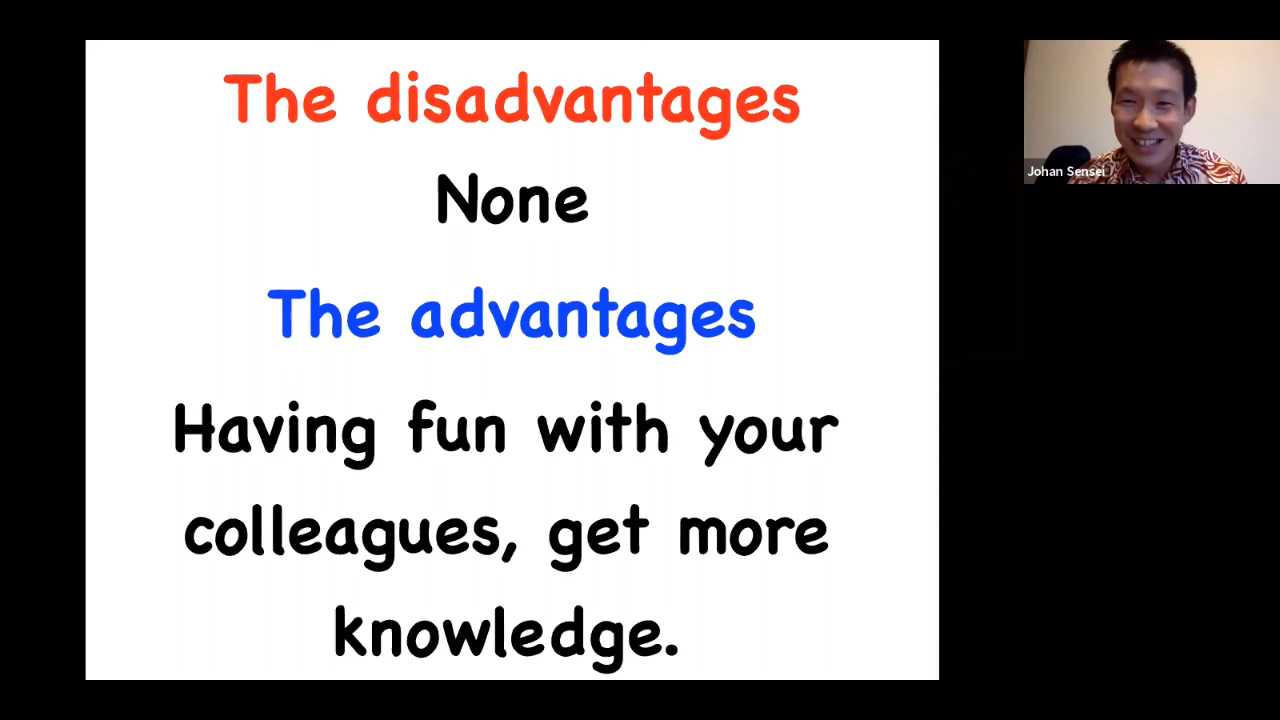 The disadvantages
None
The advantages
Having fun with your
colleagues, get more
knowledge.
Johan Sensei